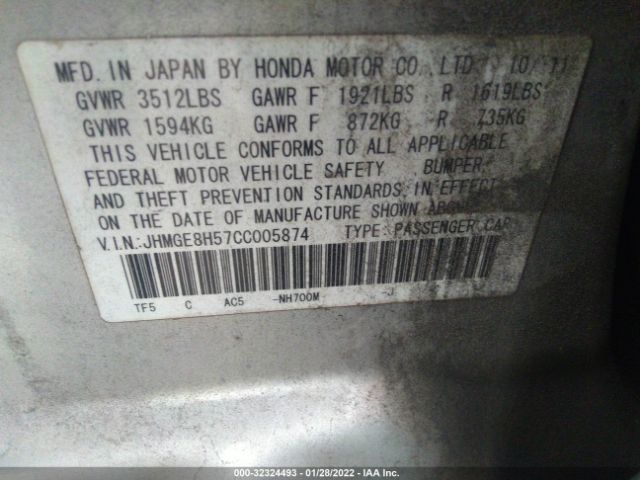 MFD. IN JAPAN BY HONDA MOTOR CO. LTD. 10/11
GVWR 3512LBS GAWR F 1921LBS R 1619LBS
GVWR 1594KG GAWR F 872KG R 735KG
THIS VEHICLE CONFORMS TO ALL APPLICABLE
FEDERAL MOTOR VEHICLE SAFETY, BUMPER,
AND THEFT PREVENTION STANDARDS IN EFFECT
ON THE DATE OF MANUFACTURE SHOWN
V.I.N.:JHMGE8H57CC005874 TYPE:PASSENGER CAR
TF5 C AC5 -NH700M -J
000-32324493 - 01/28/2022 - IAA Inc.